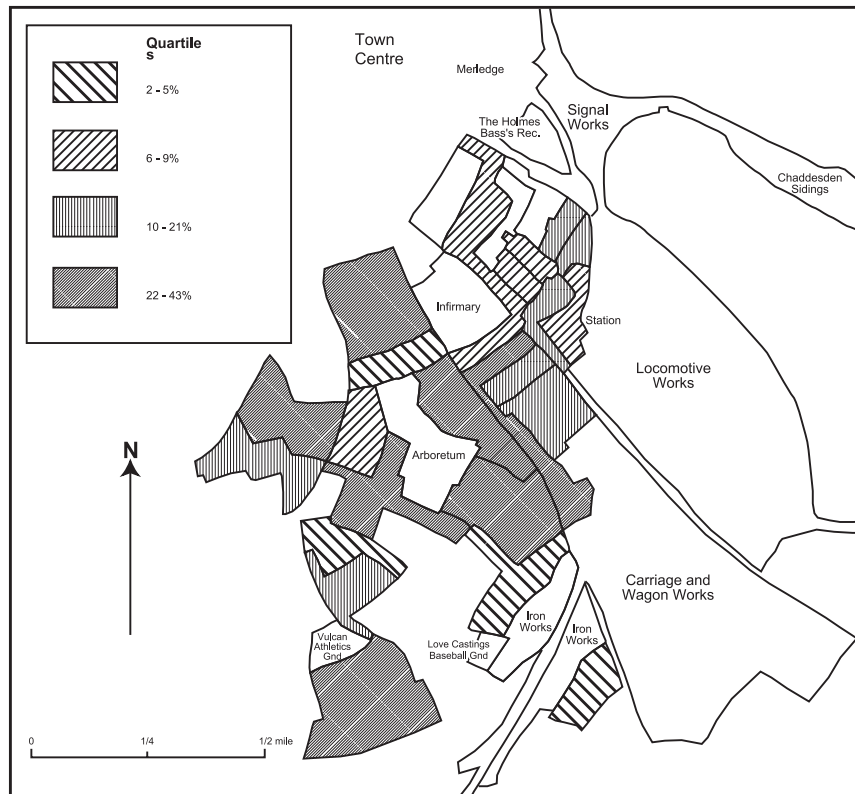 Quartile
s
2 - 5%
6 - 9%
10 - 21%
22 - 43%
Town
Centre
Merledge
The Holmes
Bass's Rec.
Signal
Works
Chaddesden
Sidings
Infirmary
Station
Locomotive
Works
Arboretum
N
Carriage and
Wagon Works
Iron
Works
Iron
Works
Vulcan
Athletics
Gnd
Love Castings
Baseball Gnd
0
1/4
1/2 mile